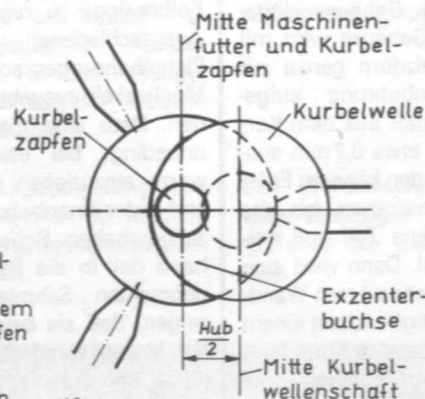 Mitte Maschinen-
futter und Kurbel-
zapfen
Kurbel-
zapfen
Kurbelwelle
Exzenter-
buchse
Hub
2
Mitte Kurbel-
wellenschaft